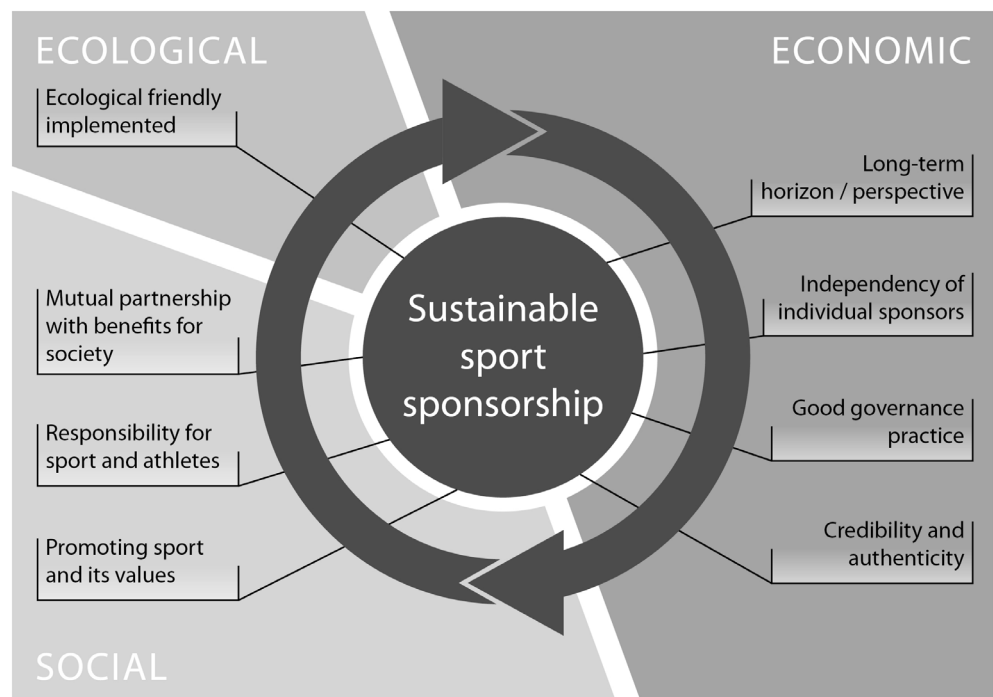 ECOLOGICAL
Ecological friendly
implemented
ECONOMIC
Long-term
horizon / perspective
Independency of
individual sponsors
Good governance
practice
Credibility and
authenticity
Sustainable
sport
sponsorship
Mutual partnership
with benefits for
society
Responsibility for
sport and athletes
Promoting sport
and its values
SOCIAL